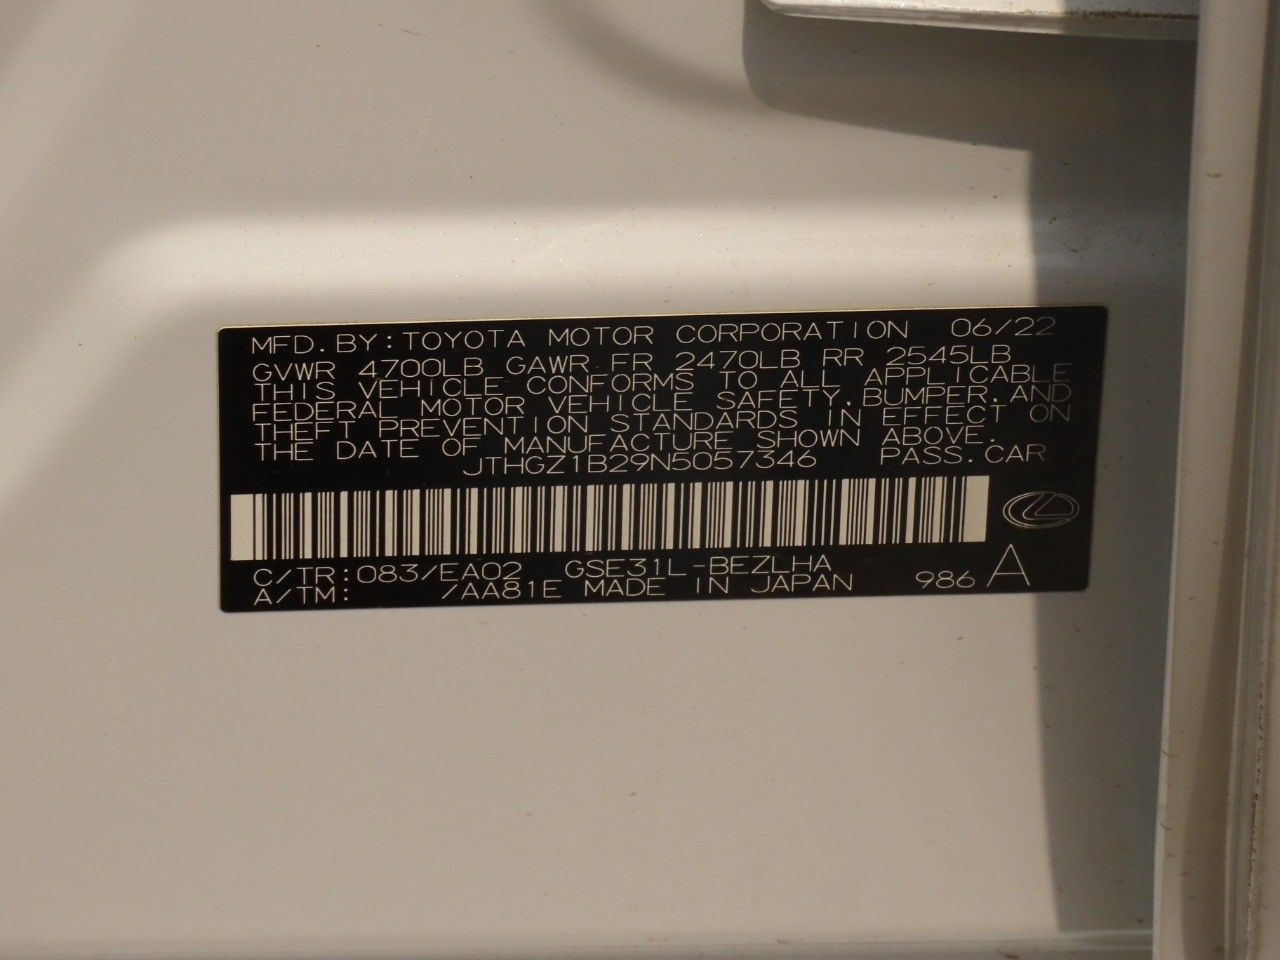 MFD. BY: TOYOTA MOTOR CORPORATION 06/22
GVWR 4700LB GAWR FR 2470LB RR 2545LB
THIS VEHICLE CONFORMS TO ALL APPLICABLE
FEDERAL MOTOR VEHICLE SAFETY, BUMPER, AND
THEFT PREVENTION STANDARDS IN EFFECT ON
THE DATE OF MANUFACTURE SHOWN ABOVE.
JTHGZ1B29N5057346 PASS. CAR
C/TR: 083/EA02 GSE31L-BEZLHA
A/TM: /AA81E MADE IN JAPAN 986 A